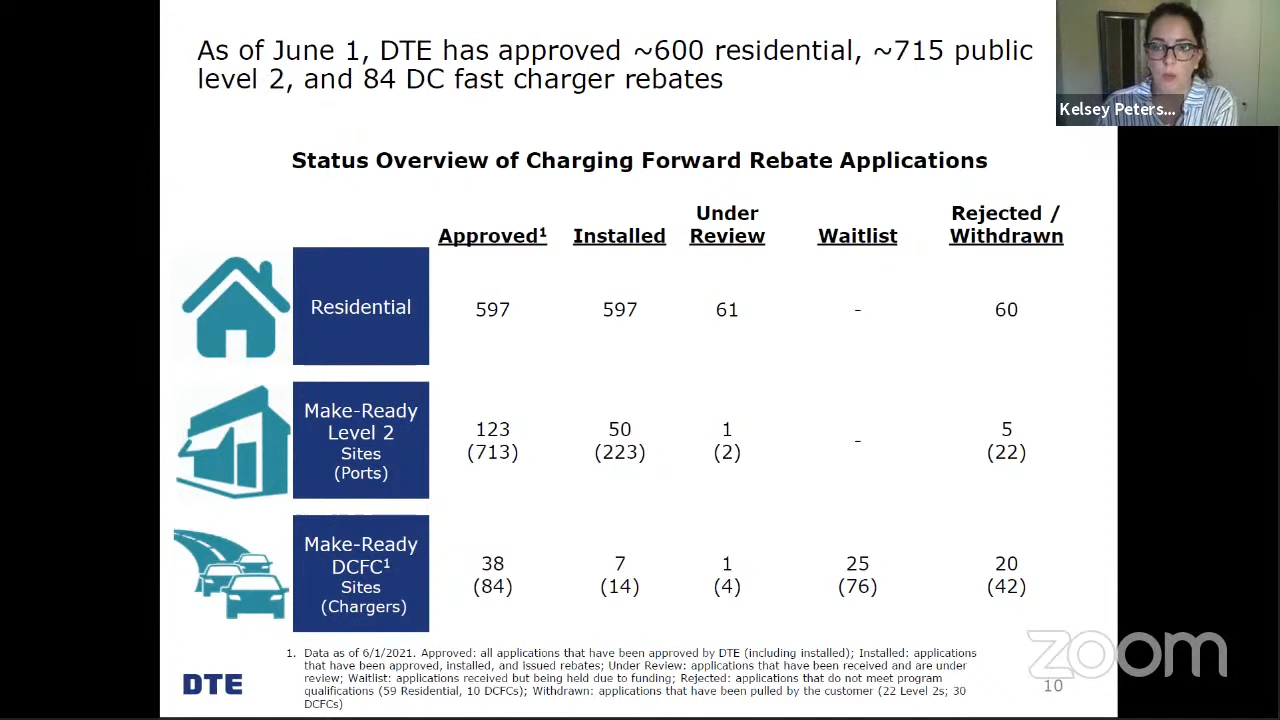 As of June 1, DTE has approved ~600 residential, ~715 public
level 2, and 84 DC fast charger rebates
Kelsey Peters...
Status Overview of Charging Forward Rebate Applications
Approved¹ Installed Under Review Waitlist Rejected / Withdrawn
Residential 597 597 61 - 60
Make-Ready
Level 2
Sites
(Ports)
123 50 1 - 5
(713) (223) (2) (22)
Make-Ready
DCFC¹
Sites
(Chargers)
38 7 1 25 20
(84) (14) (4) (76) (42)
1. Data as of 6/1/2021. Approved: all applications that have been approved by DTE (including installed); Installed: applications
that have been approved, installed, and issued rebates; Under Review: applications that have been received and are under
review; Waitlist: applications received but being held due to funding; Rejected: applications that do not meet program
qualifications (59 Residential, 10 DCFCs); Withdrawn: applications that have been pulled by the customer (22 Level 2s; 30
DCFCs)
DTE
zoom
10